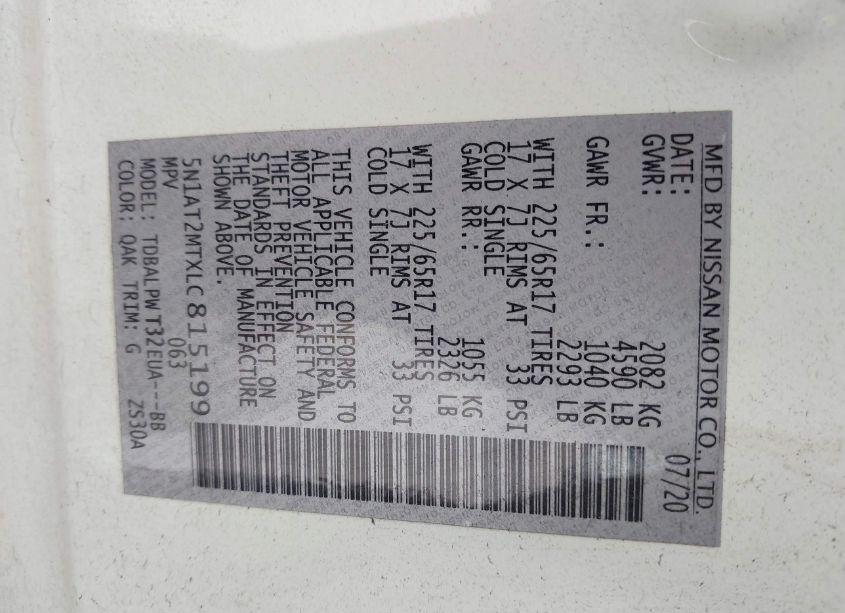 MFD BY NISSAN MOTOR CO., LTD.
DATE: 07/20
GVWR: 2082 KG
4590 LB
GAWR FR.: 1040 KG
2293 LB
WITH 225/65R17 TIRES
17 X 7J RIMS AT 33 PSI
COLD SINGLE
GAWR RR.: 1055 KG
2326 LB
WITH 225/65R17 TIRES
17 X 7J RIMS AT 33 PSI
COLD SINGLE
THIS VEHICLE CONFORMS TO
ALL APPLICABLE FEDERAL
MOTOR VEHICLE SAFETY AND
THEFT PREVENTION
STANDARDS IN EFFECT ON
THE DATE OF MANUFACTURE
SHOWN ABOVE.
5N1AT2MTXLC815199
MPV 063
MODEL: TDBALPW T32EUA---BB
COLOR: QAK TRIM: G ZS30A